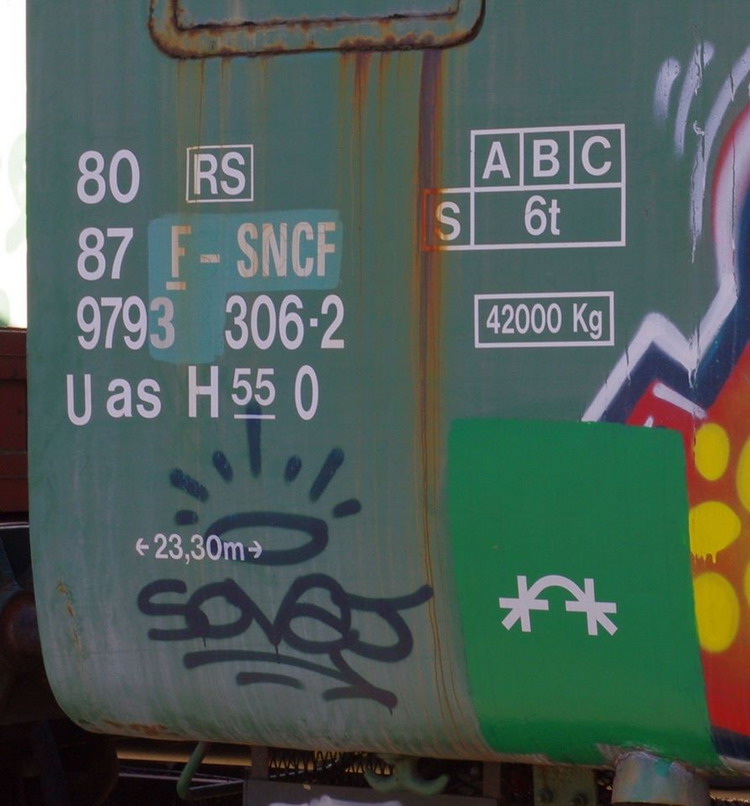 80 RS
87 F - SNCF
9793 306-2
U as H 55 0
A B C
S 6t
42000 Kg
←23,30m→